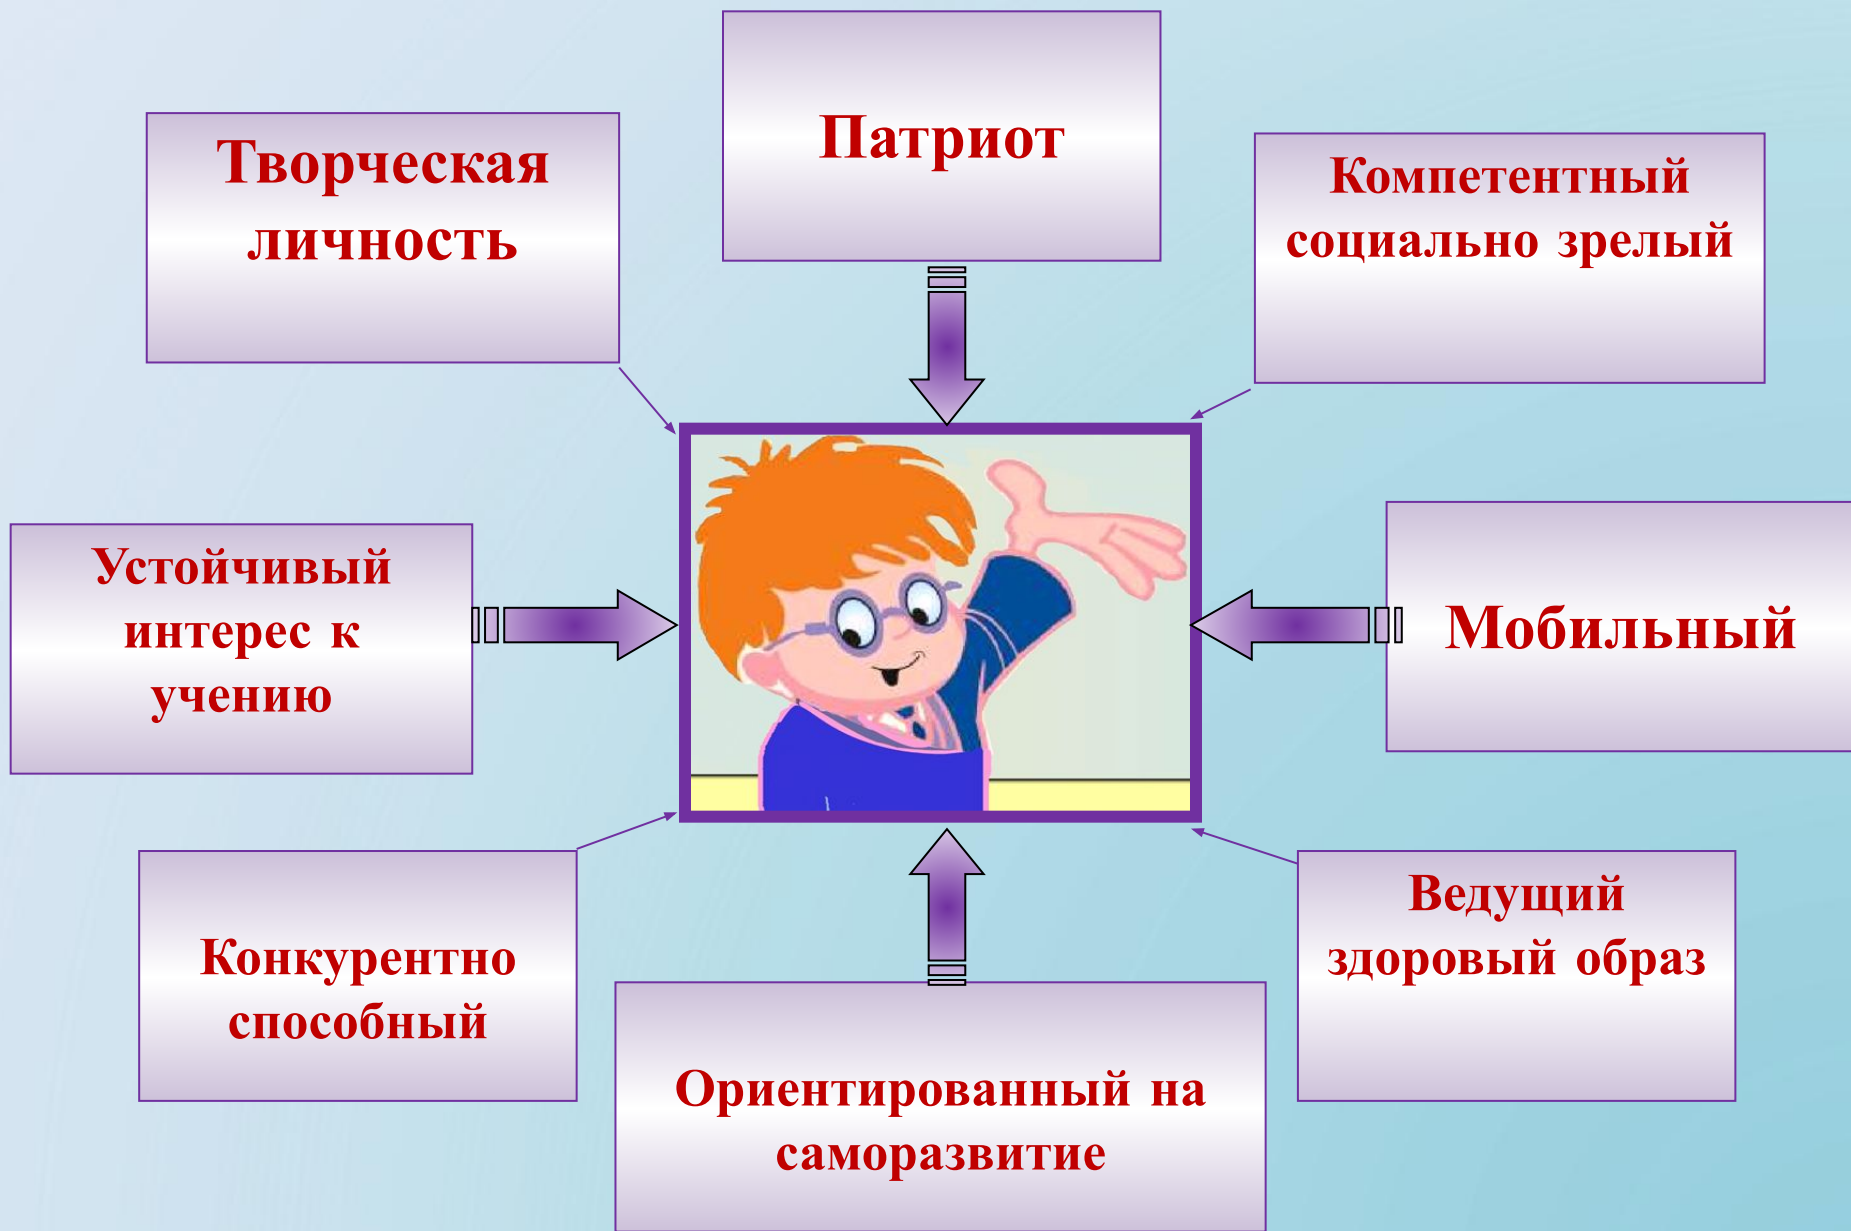 Патриот
Творческая
личность
Компетентный
социально зрелый
Устойчивый
интерес к
учению
Мобильный
Конкурентно
способный
Ведущий
здоровый образ
Ориентированный на
саморазвитие